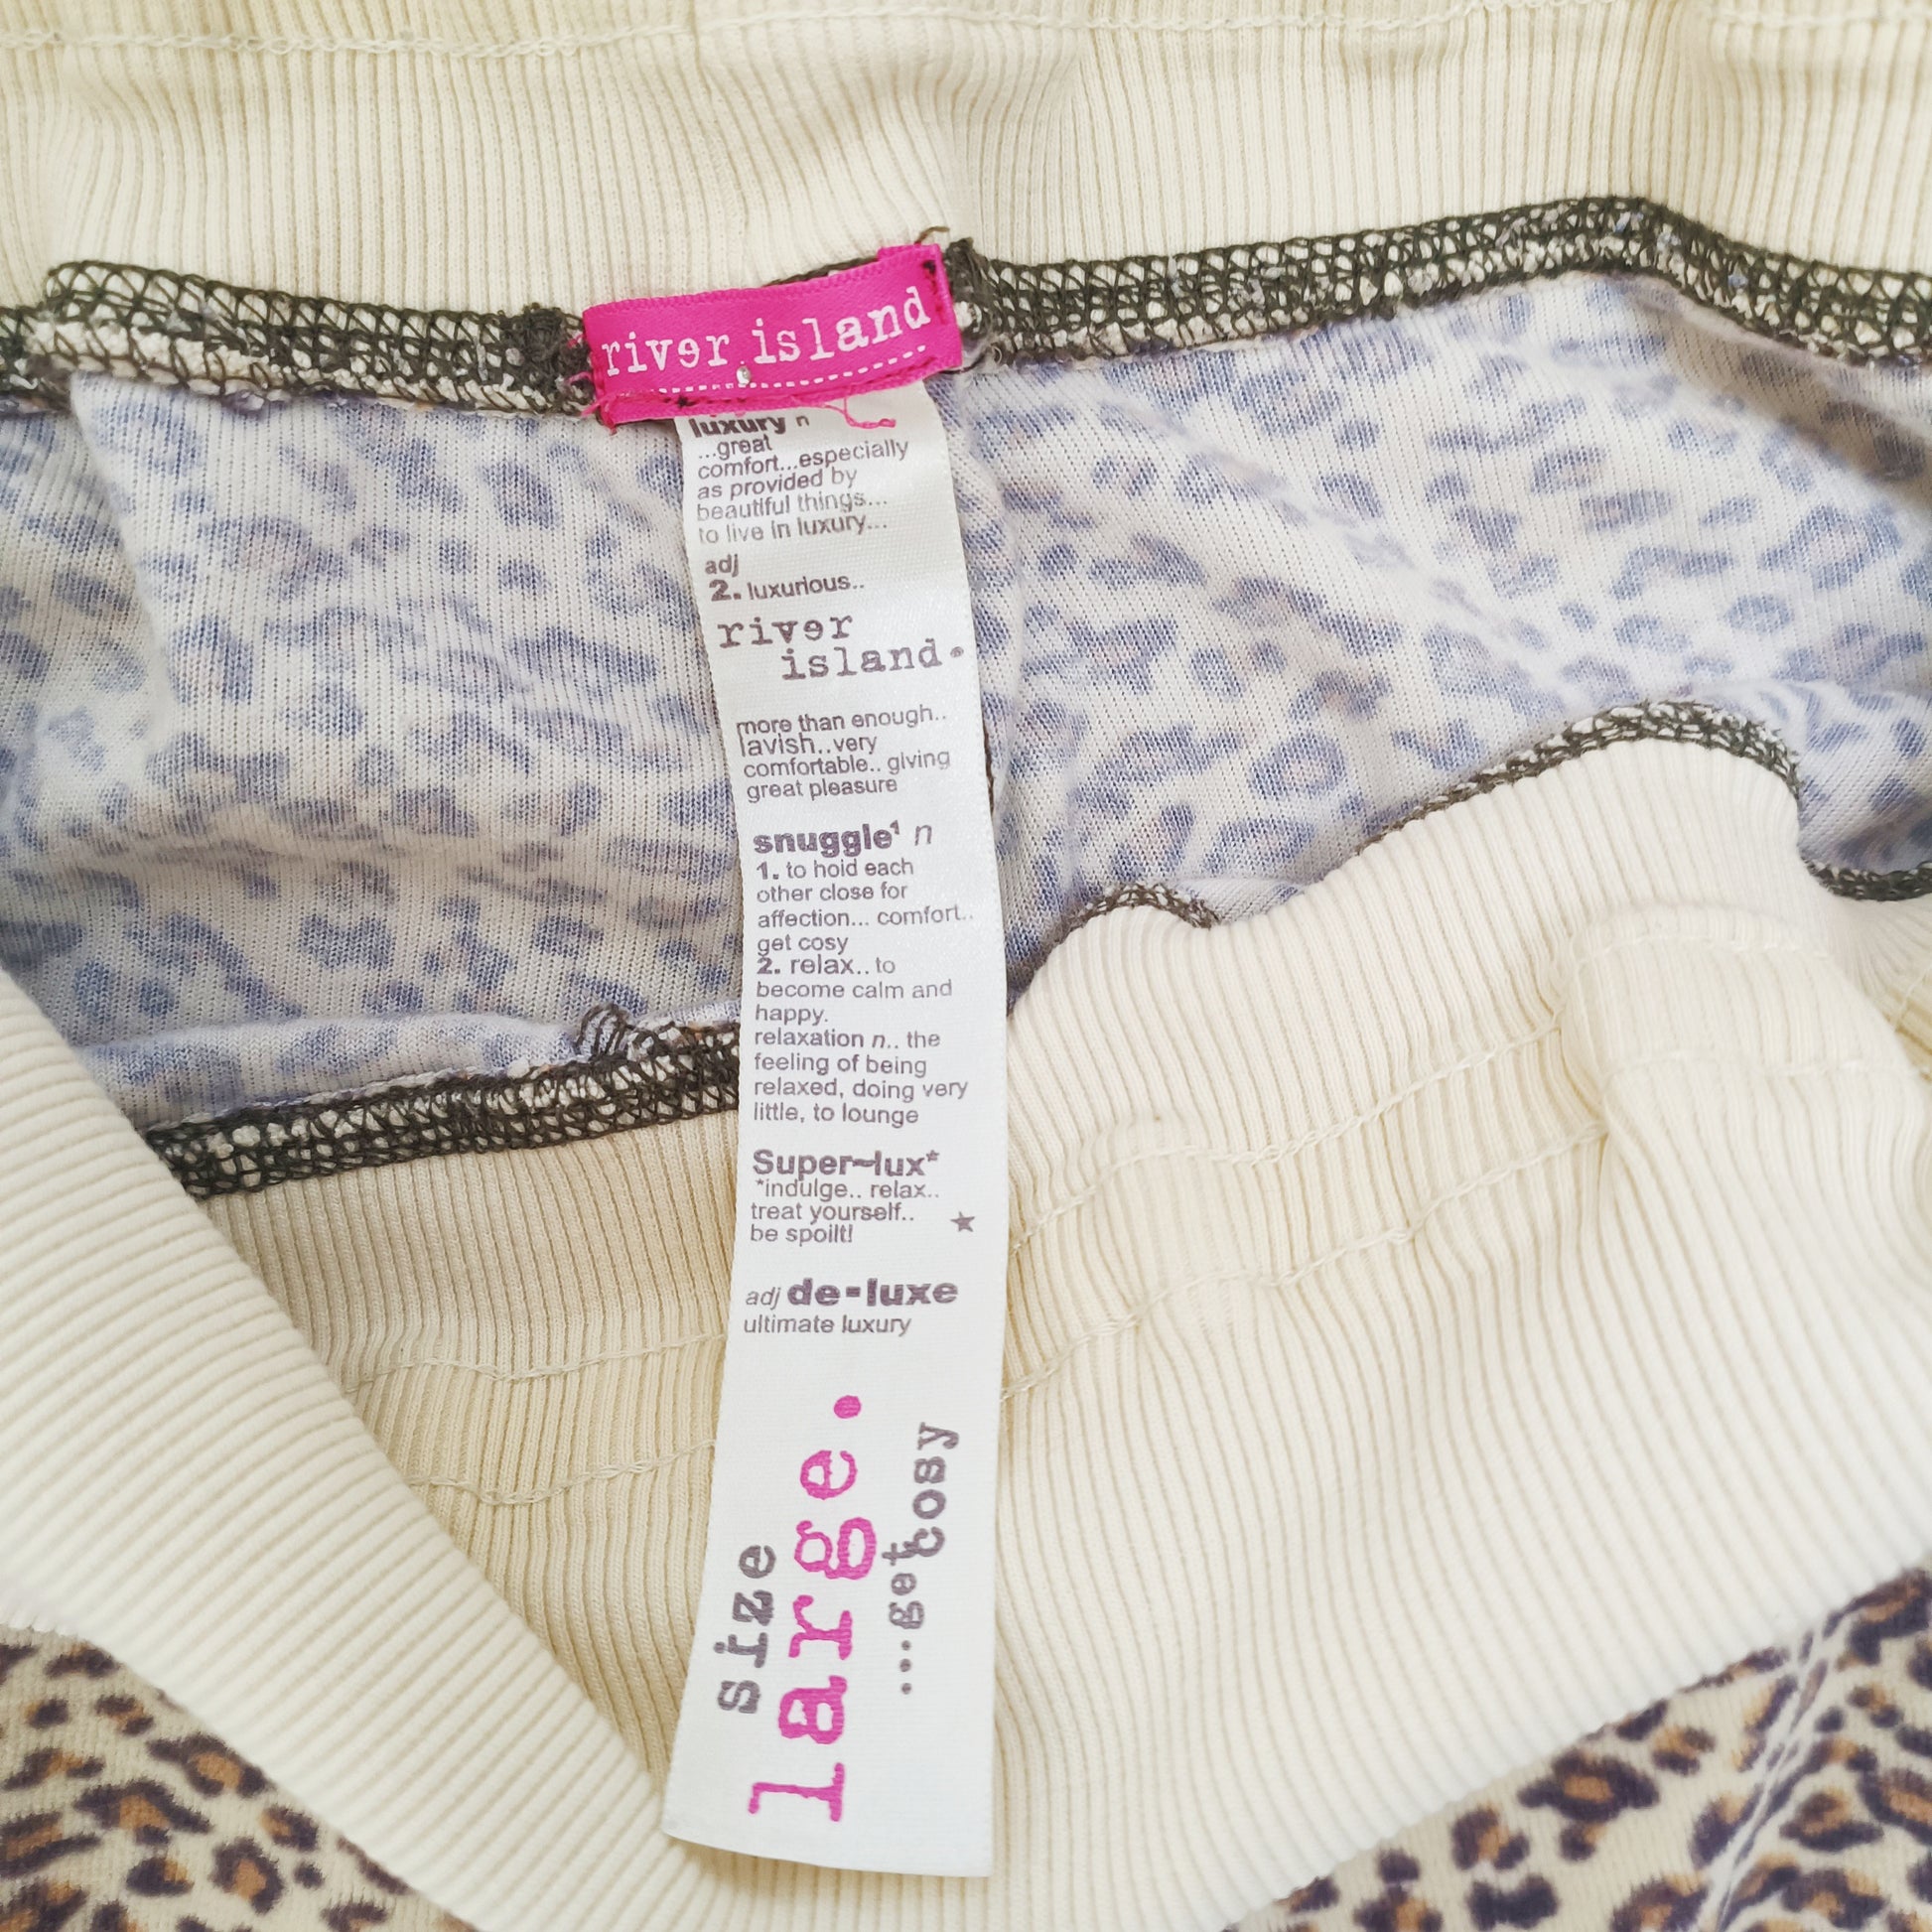 river island
luxury n
...great
comfort...especially
as provided by
beautiful things...
to live in luxury...
adj
2. luxurious..
river
island.
more than enough..
lavish..very
comfortable.. giving
great pleasure
snuggle¹ n
1. to hold each
other close for
affection... comfort..
get cosy
2. relax.. to
become calm and
happy.
relaxation n.. the
feeling of being
relaxed, doing very
little, to lounge
Super~lux*
*indulge.. relax..
treat yourself..
be spoilt!
adj de-luxe
ultimate luxury
size
large.
...get cosy